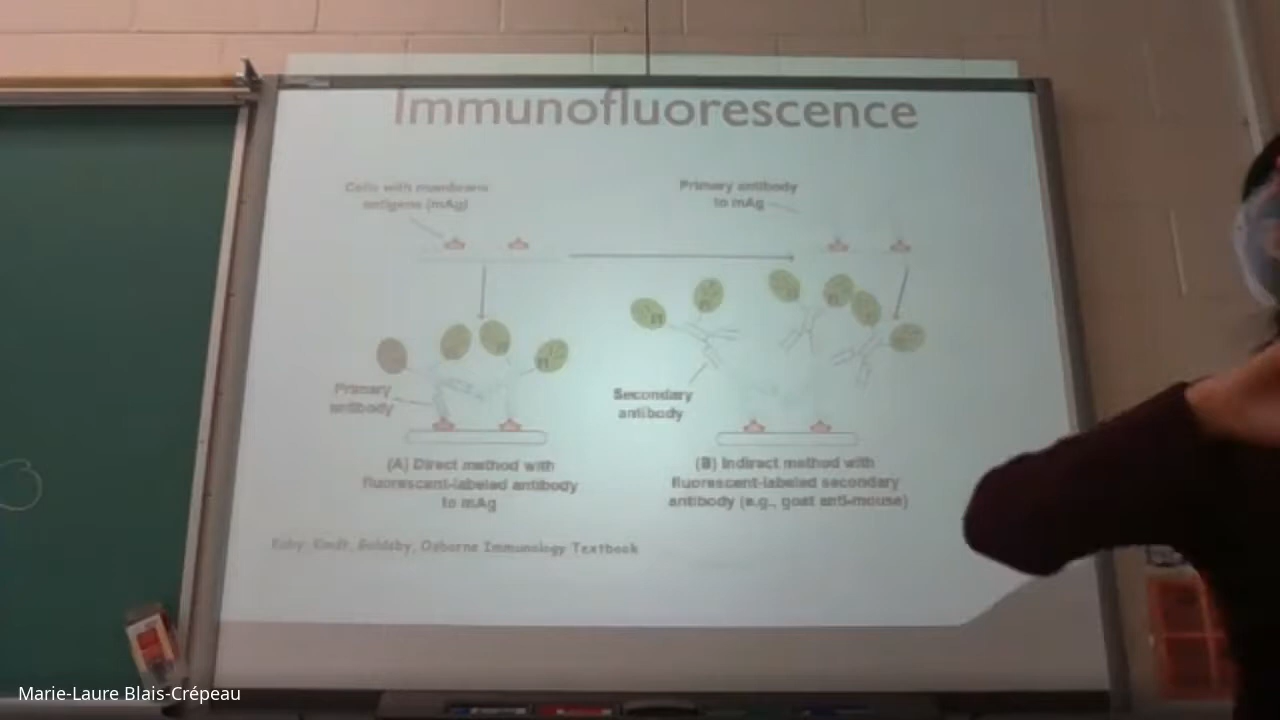 Immunofluorescence
Cells with membrane
antigens (mAg)
Primary antibody
to mAg
Primary
antibody
Secondary
antibody
(A) Direct method with
fluorescent-labeled antibody
to mAg
(B) Indirect method with
fluorescent-labeled secondary
antibody (e.g., goat anti-mouse)
Kuby, Kindt, Goldsby, Osborne Immunology Textbook
Marie-Laure Blais-Crépeau